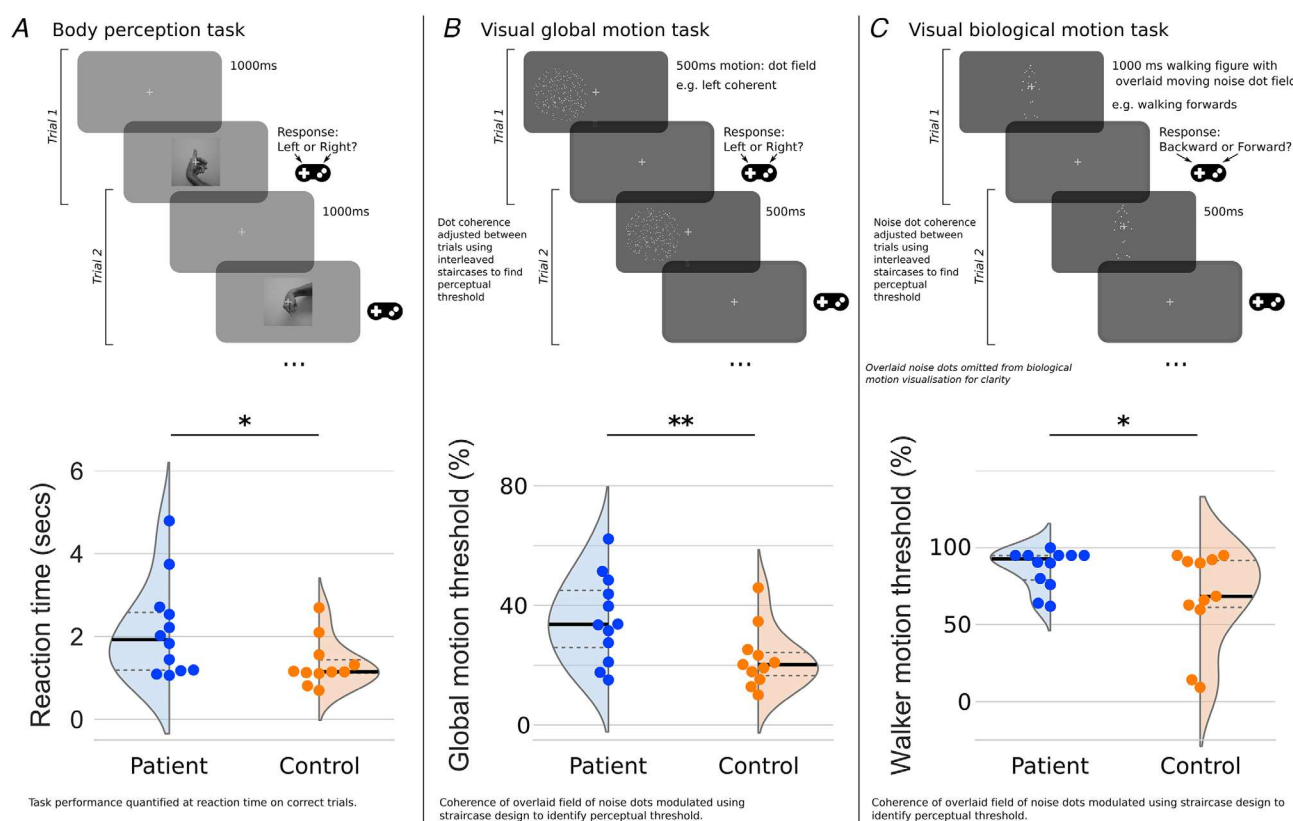 A Body perception task
Trial 1
1000ms
Response:
Left or Right?
Trial 2
1000ms
...
*
Reaction time (secs)
6
4
2
0
Patient
Control
Task performance quantified at reaction time on correct trials.
B Visual global motion task
Trial 1
500ms motion: dot field
e.g. left coherent
Response:
Left or Right?
Trial 2
500ms
Dot coherence
adjusted between
trials using
interleaved
staircases to find
perceptual
threshold
...
**
Global motion threshold (%)
80
40
0
Patient
Control
Coherence of overlaid field of noise dots modulated using
straircase design to identify perceptual threshold.
C Visual biological motion task
Trial 1
1000 ms walking figure with
overlaid moving noise dot field
e.g. walking forwards
Response:
Backward or Forward?
Trial 2
500ms
Noise dot coherence
adjusted between
trials using
interleaved
staircases to find
perceptual
threshold
...
Overlaid noise dots omitted from biological
motion visualisation for clarity
*
Walker motion threshold (%)
100
50
0
Patient
Control
Coherence of overlaid field of noise dots modulated using straircase design to
identify perceptual threshold.